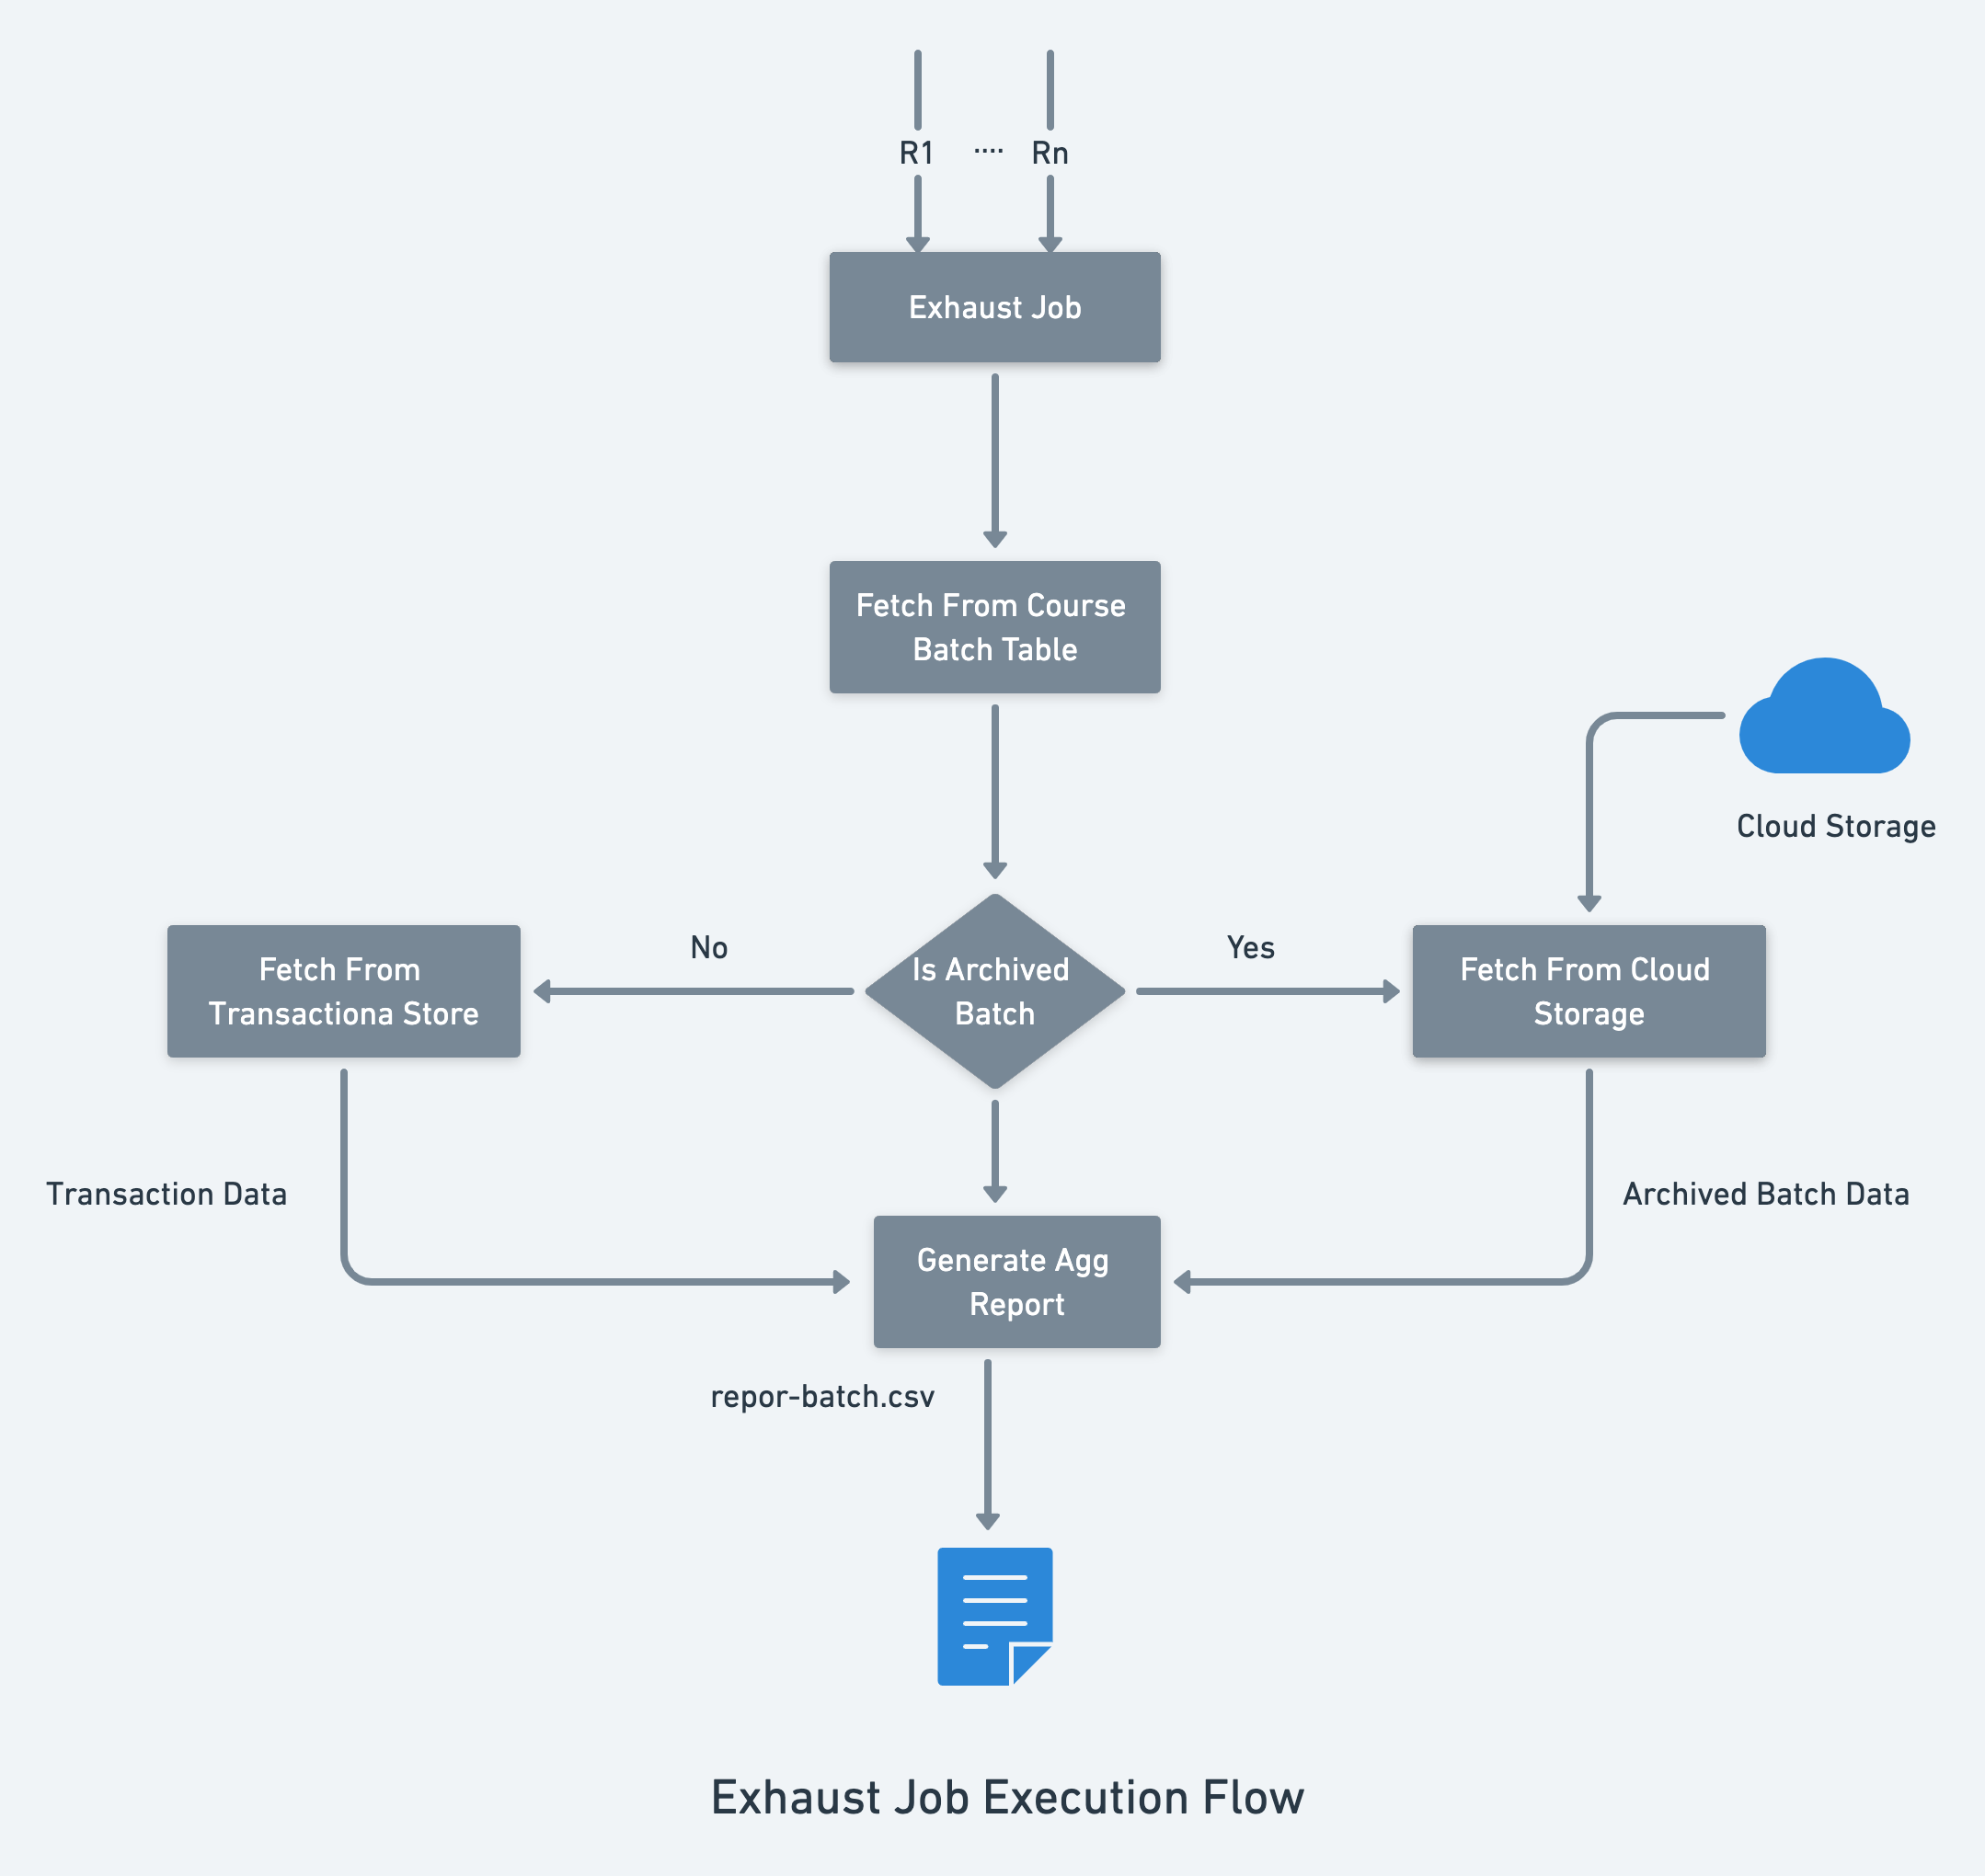 R1 .... Rn
Exhaust Job
Fetch From Course
Batch Table
Cloud Storage
No
Yes
Fetch From
Transactiona Store
Is Archived
Batch
Fetch From Cloud
Storage
Transaction Data
Archived Batch Data
Generate Agg
Report
repor-batch.csv
Exhaust Job Execution Flow